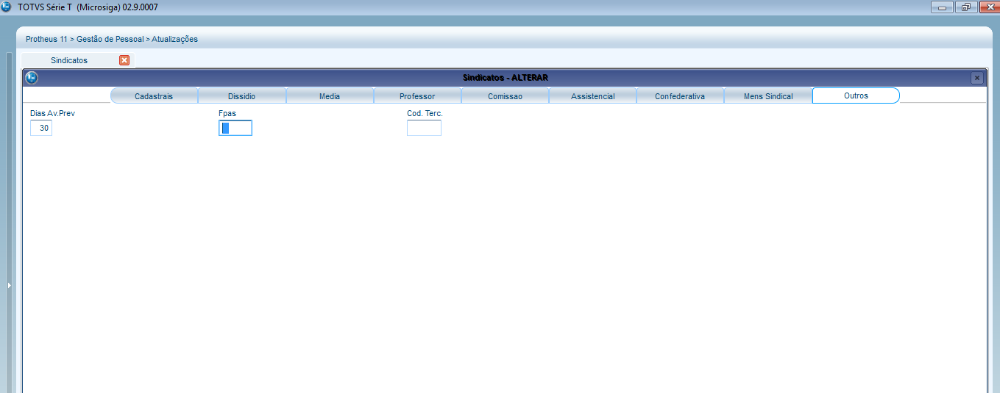 TOTVS Série T (Microsiga) 02.9.0007
Protheus 11 > Gestão de Pessoal > Atualizações
Sindicatos
Sindicatos - ALTERAR
Cadastrais Dissidio Media Professor Comissao Assistencial Confederativa Mens Sindical Outros
Dias Av.Prev Fpas Cod. Terc.
30